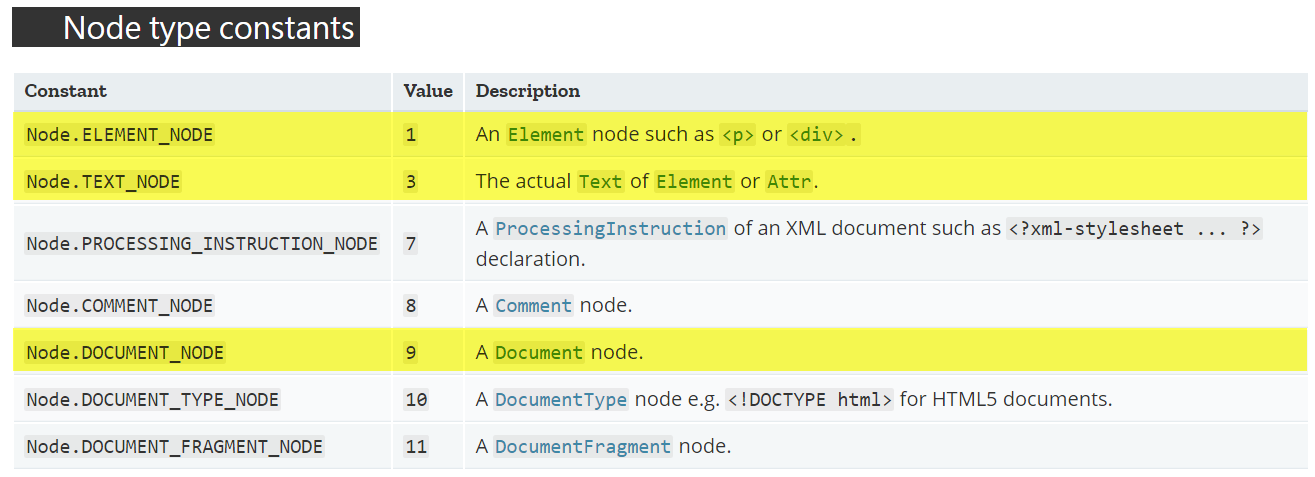 Node type constants
Constant Value Description
Node.ELEMENT_NODE 1 An Element node such as <p> or <div>.
Node.TEXT_NODE 3 The actual Text of Element or Attr.
Node.PROCESSING_INSTRUCTION_NODE 7 A ProcessingInstruction of an XML document such as <?xml-stylesheet ... ?>
declaration.
Node.COMMENT_NODE 8 A Comment node.
Node.DOCUMENT_NODE 9 A Document node.
Node.DOCUMENT_TYPE_NODE 10 A DocumentType node e.g. <!DOCTYPE html> for HTML5 documents.
Node.DOCUMENT_FRAGMENT_NODE 11 A DocumentFragment node.